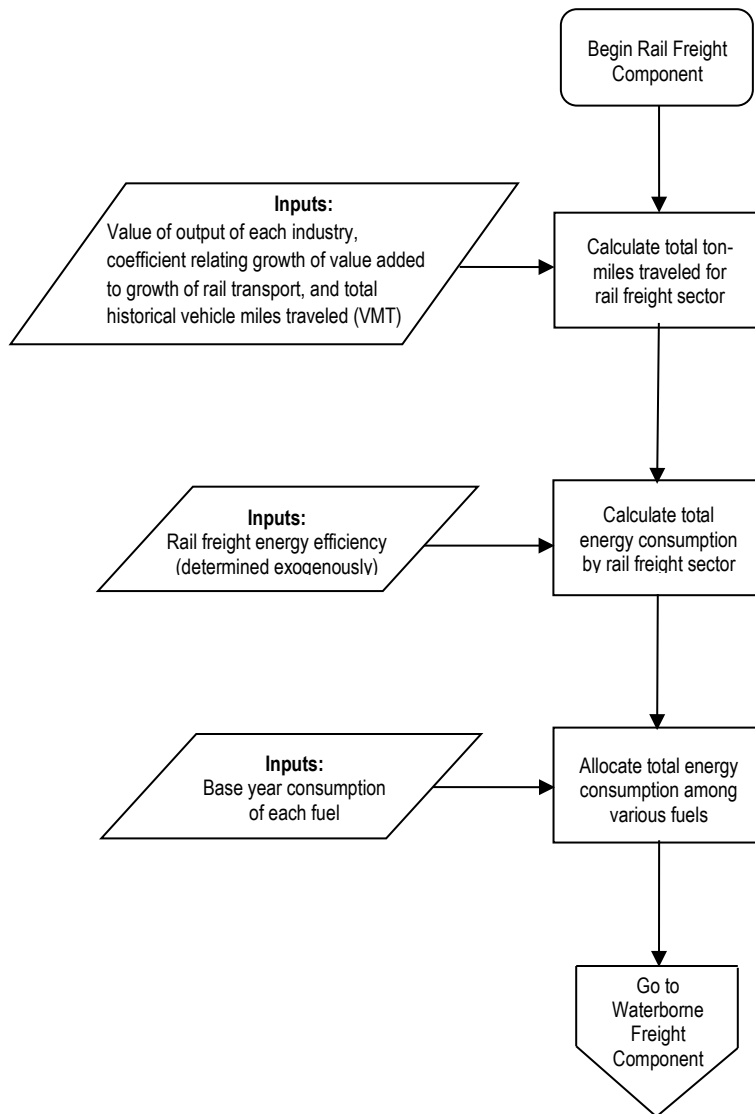 Begin Rail Freight
Component
Inputs:
Value of output of each industry,
coefficient relating growth of value added
to growth of rail transport, and total
historical vehicle miles traveled (VMT)
Calculate total ton-
miles traveled for
rail freight sector
Inputs:
Rail freight energy efficiency
(determined exogenously)
Calculate total
energy consumption
by rail freight sector
Inputs:
Base year consumption
of each fuel
Allocate total energy
consumption among
various fuels
Go to
Waterborne
Freight
Component